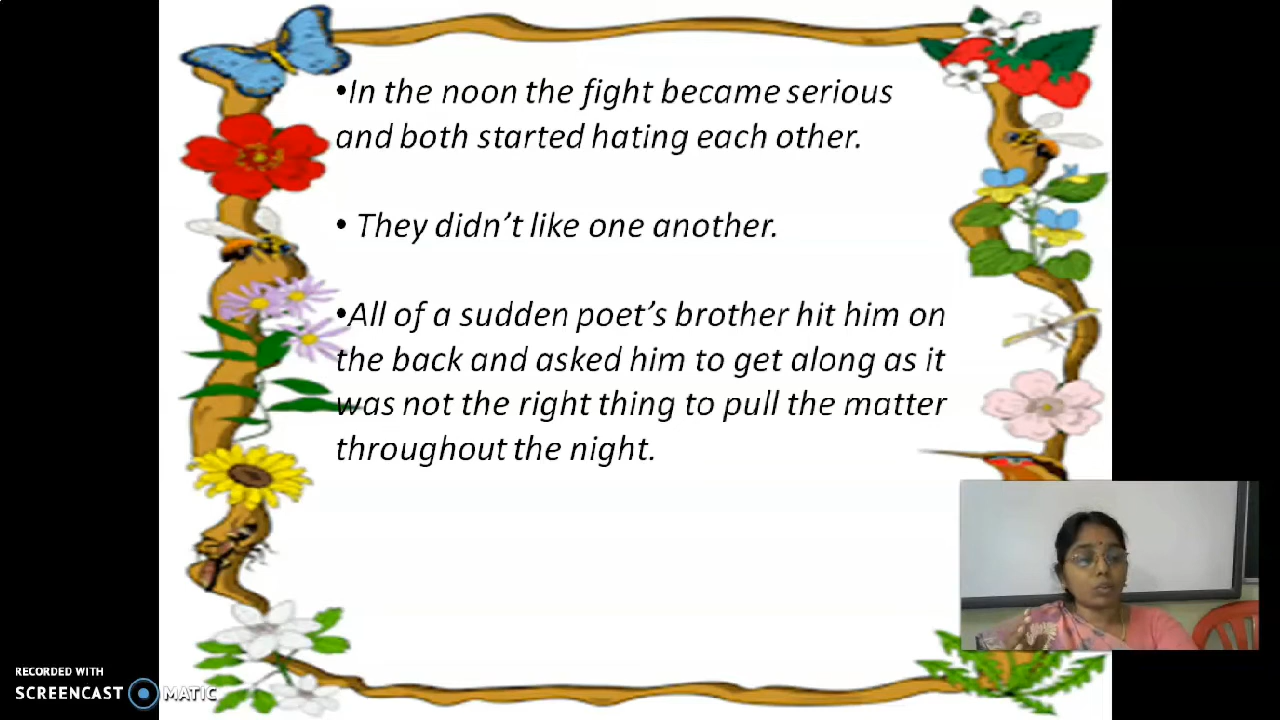 •In the noon the fight became serious
and both started hating each other.
• They didn't like one another.
•All of a sudden poet's brother hit him on
the back and asked him to get along as it
was not the right thing to pull the matter
throughout the night.
RECORDED WITH
SCREENCAST MATIC